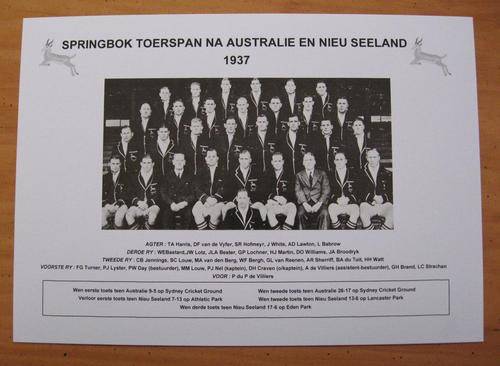 SPRINGBOK TOERSPAN NA AUSTRALIE EN NIEU SEELAND
1937
AGTER : TA Harris, DF van de Vyfer, SR Hofmeyr, J White, AD Lawton, L Babrow
DERDE RY : WEBastard,JW Lotz, JLA Bester, GP Lochner, HJ Martin, DO Williams, JA Broodryk
TWEEDE RY : CB Jennings, SC Louw, MA van den Berg, WF Bergh, GL van Reenen, AR Sherriff, BA du Toit, HH Watt
VOORSTE RY : FG Turner, PJ Lyster, PW Day (bestuurder), MM Louw, PJ Nel (kaptein), DH Craven (o/kaptein), A de Villiers (assistent-bestuurder), GH Brand, LC Strachan
VOOR : P du P de Villiers
Wen eerste toets teen Australie 9-5 op Sydney Cricket Ground
Wen tweede toets teen Australie 26-17 op Sydney Cricket Ground
Verloor eerste toets teen Nieu Seeland 7-13 op Athletic Park
Wen tweede toets teen Nieu Seeland 13-6 op Lancaster Park
Wen derde toets teen Nieu Seeland 17-6 op Eden Park